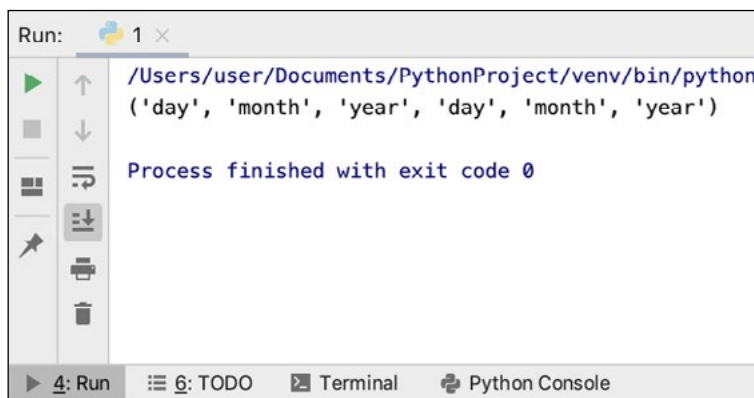 Run: 1
/Users/user/Documents/PythonProject/venv/bin/python
('day', 'month', 'year', 'day', 'month', 'year')
Process finished with exit code 0
4: Run 6: TODO Terminal Python Console